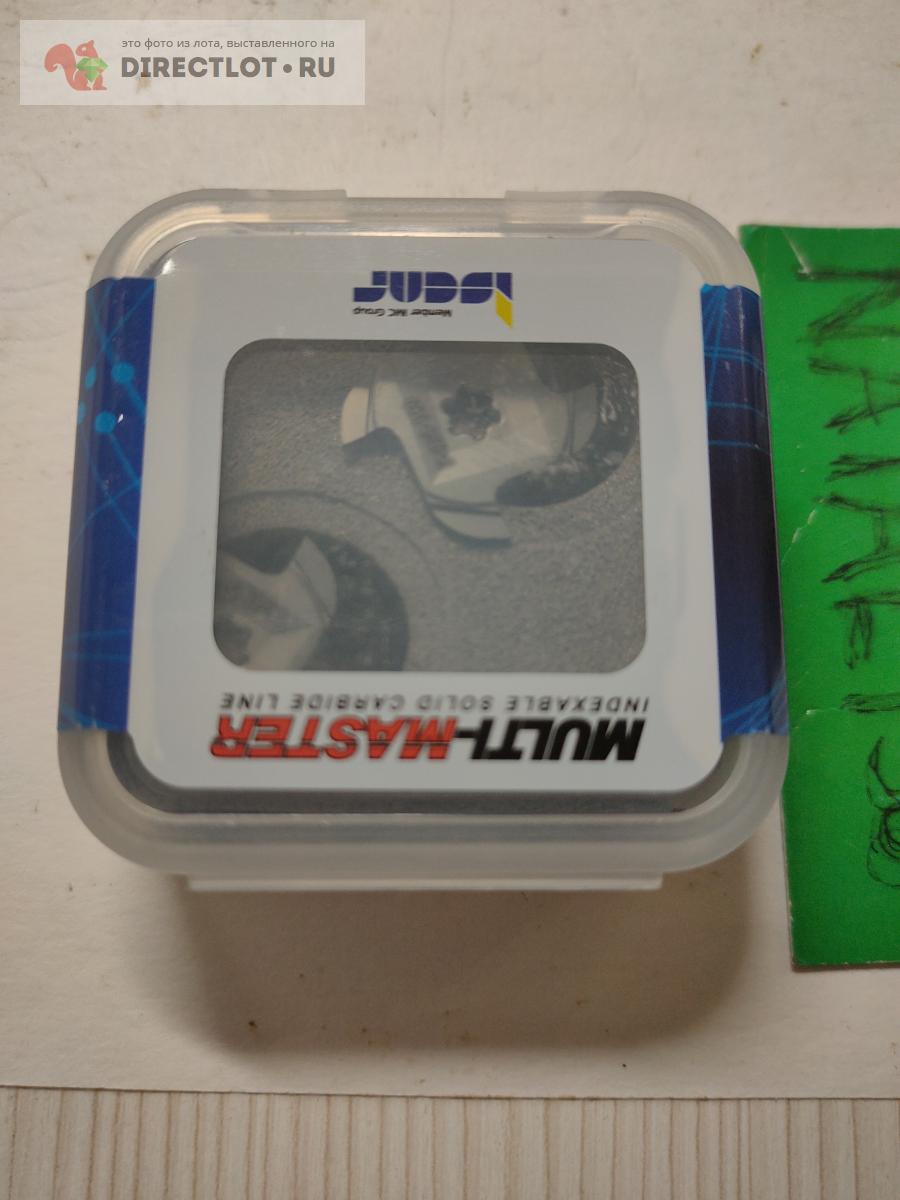 это фото из лота, выставленного на
DIRECTLOT•RU
MULTI-MASTER
INDEXABLE SOLID CARBIDE LINE
Member IMC Group
ISCAR